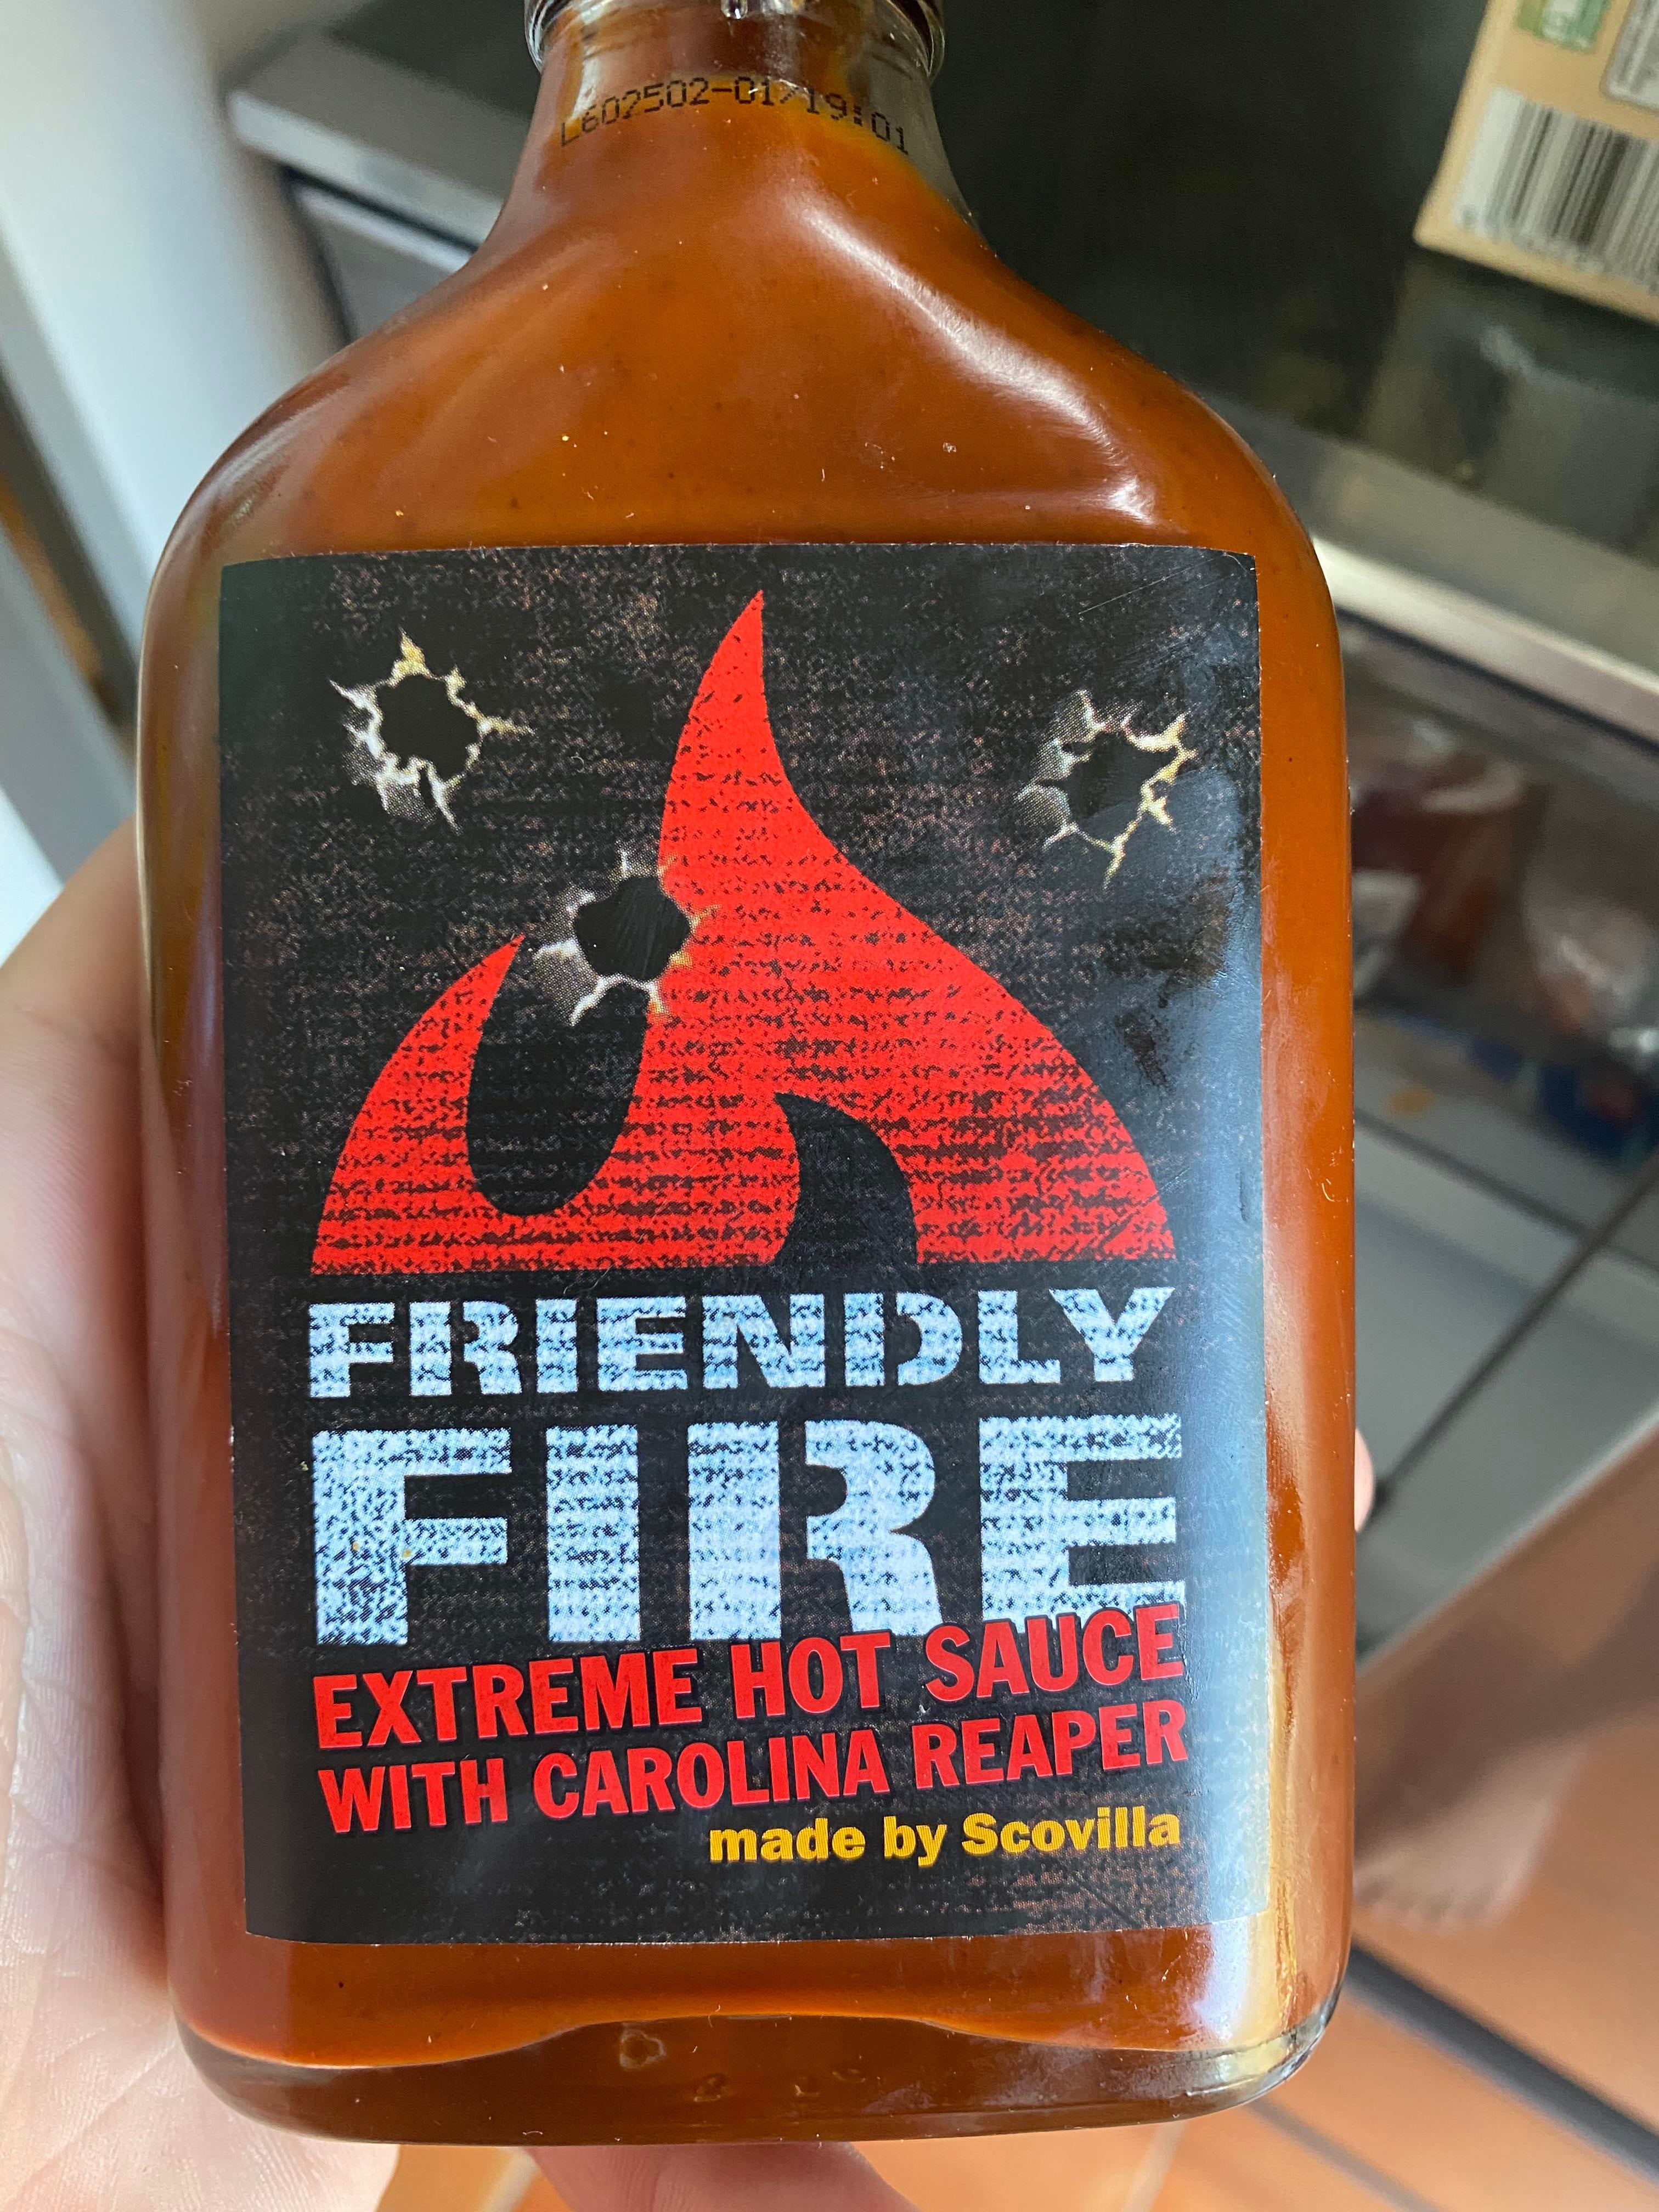 L602502-01/19:01
FRIENDLY
FIRE
EXTREME HOT SAUCE
WITH CAROLINA REAPER
made by Scovilla